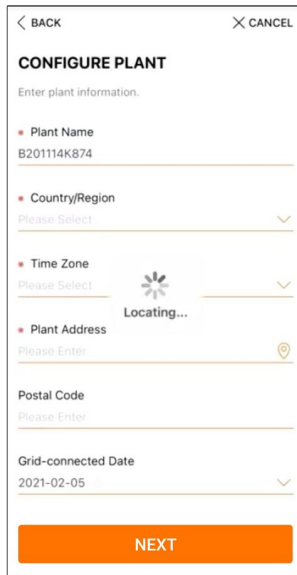 BACK
CANCEL
CONFIGURE PLANT
Enter plant information.
Plant Name
B201114K874
Country/Region
Please Select
Time Zone
Please Select
Locating...
Plant Address
Please Enter
Postal Code
Please Enter
Grid-connected Date
2021-02-05
NEXT